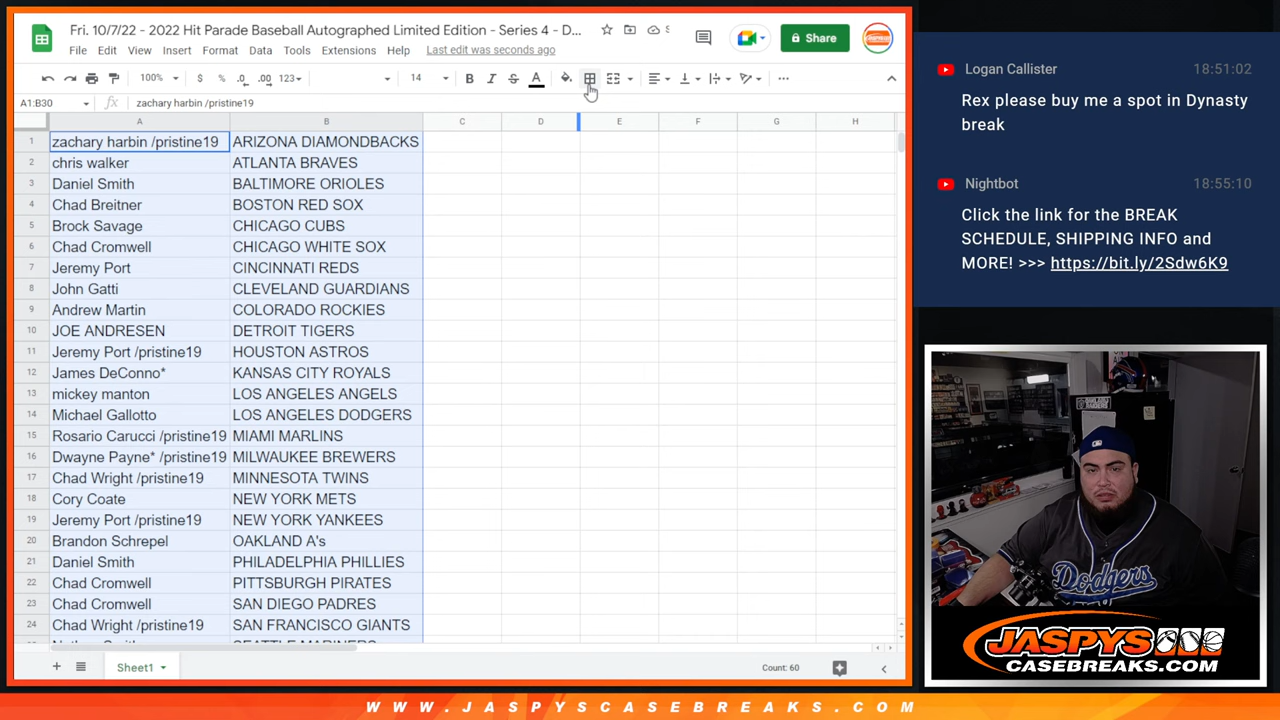 Fri. 10/7/22 - 2022 Hit Parade Baseball Autographed Limited Edition - Series 4 - D...
Share
File Edit View Insert Format Data Tools Extensions Help Last edit was seconds ago
100% $ % .0 .00 123 14 B I S A
A1:B30 fx zachary harbin /pristine19
A B C D E F G H
1 zachary harbin /pristine19 ARIZONA DIAMONDBACKS
2 chris walker ATLANTA BRAVES
3 Daniel Smith BALTIMORE ORIOLES
4 Chad Breitner BOSTON RED SOX
5 Brock Savage CHICAGO CUBS
6 Chad Cromwell CHICAGO WHITE SOX
7 Jeremy Port CINCINNATI REDS
8 John Gatti CLEVELAND GUARDIANS
9 Andrew Martin COLORADO ROCKIES
10 JOE ANDRESEN DETROIT TIGERS
11 Jeremy Port /pristine19 HOUSTON ASTROS
12 James DeConno* KANSAS CITY ROYALS
13 mickey manton LOS ANGELES ANGELS
14 Michael Gallotto LOS ANGELES DODGERS
15 Rosario Carucci /pristine19 MIAMI MARLINS
16 Dwayne Payne* /pristine19 MILWAUKEE BREWERS
17 Chad Wright /pristine19 MINNESOTA TWINS
18 Cory Coate NEW YORK METS
19 Jeremy Port /pristine19 NEW YORK YANKEES
20 Brandon Schrepel OAKLAND A's
21 Daniel Smith PHILADELPHIA PHILLIES
22 Chad Cromwell PITTSBURGH PIRATES
23 Chad Cromwell SAN DIEGO PADRES
24 Chad Wright /pristine19 SAN FRANCISCO GIANTS
SEATTLE MARINERS
Sheet1
Count: 60
Logan Callister 18:51:02
Rex please buy me a spot in Dynasty
break
Nightbot 18:55:10
Click the link for the BREAK
SCHEDULE, SHIPPING INFO and
MORE! >>> https://bit.ly/2Sdw6K9
Dodgers
JASPYS
CASEBREAKS.COM
WWW.JASPYSCASEBREAKS.COM